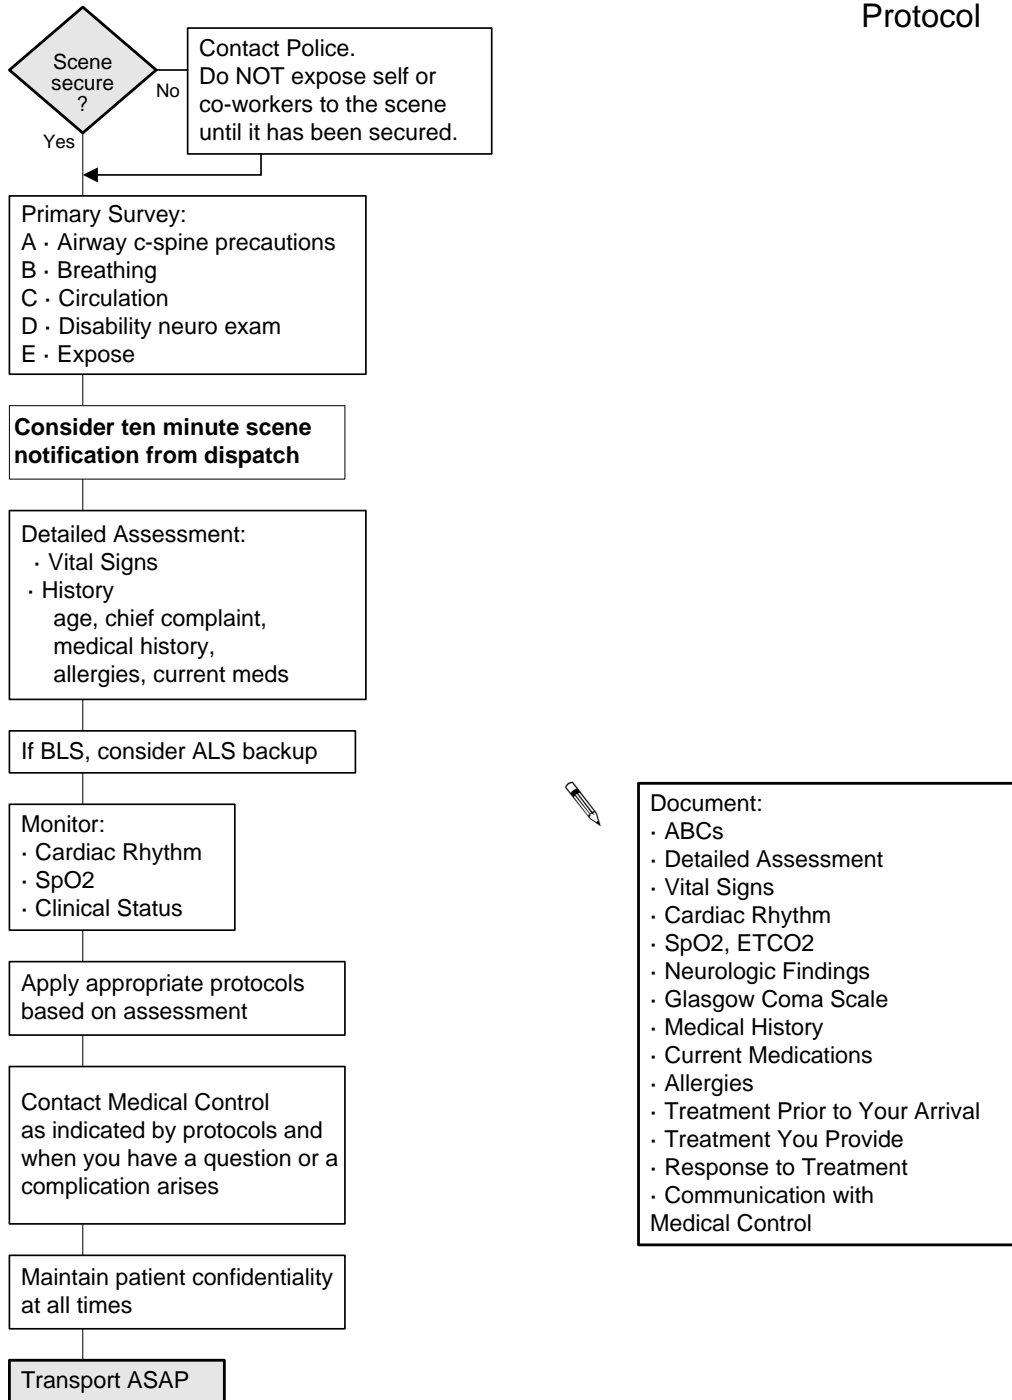 Protocol
Scene
secure
?
No
Yes
Contact Police.
Do NOT expose self or
co-workers to the scene
until it has been secured.
Primary Survey:
A · Airway c-spine precautions
B · Breathing
C · Circulation
D · Disability neuro exam
E · Expose
Consider ten minute scene
notification from dispatch
Detailed Assessment:
· Vital Signs
· History
age, chief complaint,
medical history,
allergies, current meds
If BLS, consider ALS backup
Monitor:
· Cardiac Rhythm
· SpO2
· Clinical Status
Apply appropriate protocols
based on assessment
Contact Medical Control
as indicated by protocols and
when you have a question or a
complication arises
Maintain patient confidentiality
at all times
Transport ASAP
Document:
· ABCs
· Detailed Assessment
· Vital Signs
· Cardiac Rhythm
· SpO2, ETCO2
· Neurologic Findings
· Glasgow Coma Scale
· Medical History
· Current Medications
· Allergies
· Treatment Prior to Your Arrival
· Treatment You Provide
· Response to Treatment
· Communication with
Medical Control